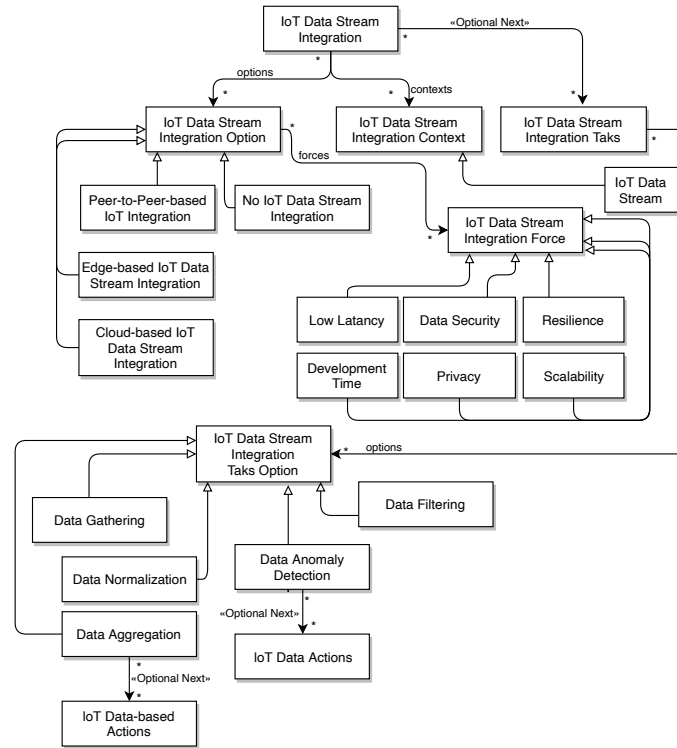 IoT Data Stream
Integration
«Optional Next»
*
*
*
options
contexts
*
*
IoT Data Stream
Integration Option
*
IoT Data Stream
Integration Context
IoT Data Stream
Integration Taks
*
forces
Peer-to-Peer-based
IoT Integration
No IoT Data Stream
Integration
IoT Data
Stream
*
IoT Data Stream
Integration Force
Edge-based IoT Data
Stream Integration
Low Latancy
Data Security
Resilience
Cloud-based IoT
Data Stream
Integration
Development
Time
Privacy
Scalability
IoT Data Stream
Integration
Taks Option
*
options
Data Gathering
Data Filtering
Data Normalization
Data Anomaly
Detection
*
«Optional Next»
*
Data Aggregation
IoT Data Actions
*
«Optional Next»
*
IoT Data-based
Actions